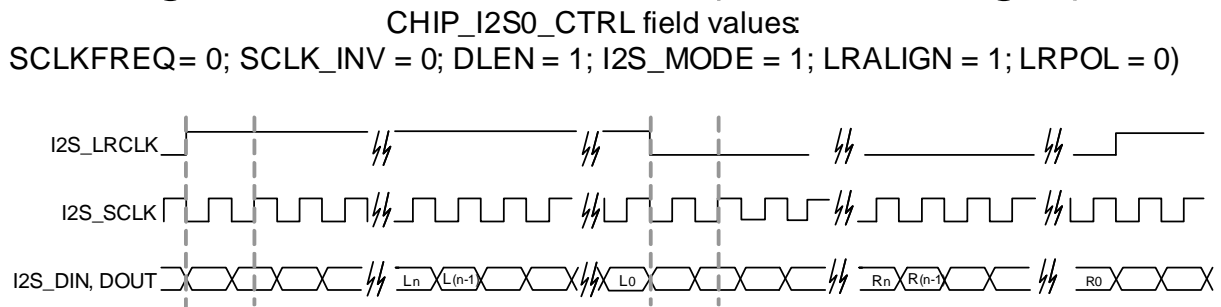 CHIP_I2S0_CTRL field values:
SCLKFREQ= 0; SCLK_INV = 0; DLEN = 1; I2S_MODE = 1; LRALIGN = 1; LRPOL = 0)
I2S_LRCLK
I2S_SCLK
I2S_DIN, DOUT Ln L(n-1) L0 Rn R(n-1) R0